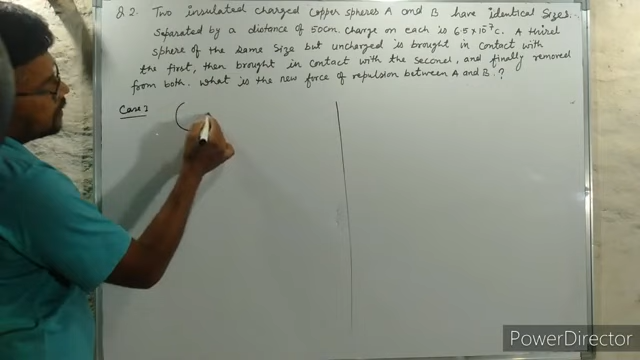 Q 2. Two insulated charged copper spheres A and B have identical sizes..
Separated by a distance of 50cm. Charge on each is 6.5 x 10⁻⁷ C. A third
sphere of the same size but uncharged is brought in contact with
the first, then brought in contact with the second, and finally removed
from both. What is the new force of repulsion between A and B.?
Case I
PowerDirector